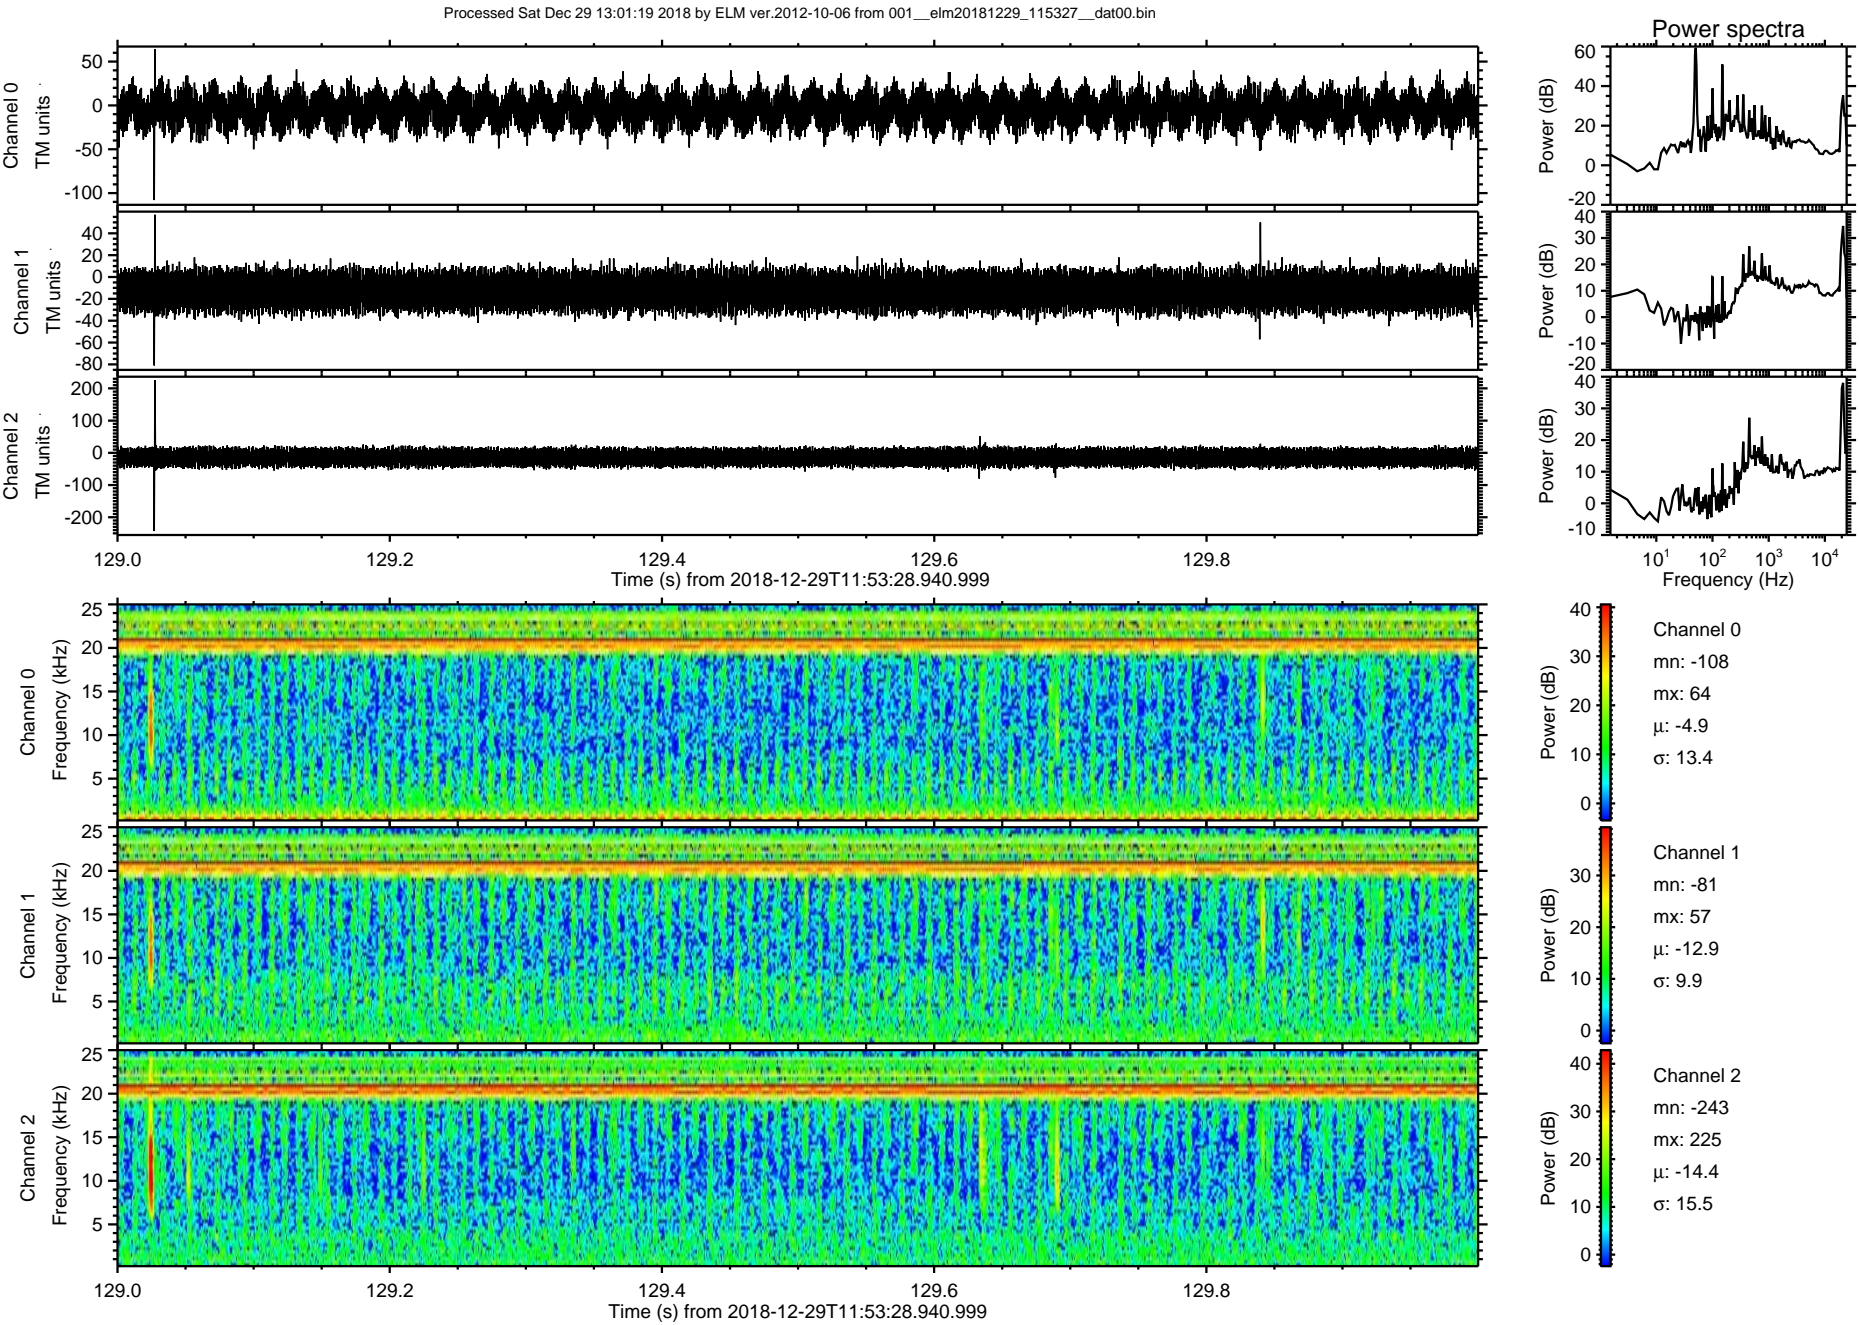 Processed Sat Dec 29 13:01:19 2018 by ELM ver.2012-10-06 from 001__elm20181229_115327__dat00.bin
Power spectra
Channel 0
TM units
50
0
-50
-100
Power (dB)
60
40
20
0
-20
Channel 1
TM units
40
20
0
-20
-40
-60
-80
Power (dB)
40
30
20
10
0
-10
-20
Channel 2
TM units
200
100
0
-100
-200
Power (dB)
40
30
20
10
0
-10
129.0
129.2
129.4
129.6
129.8
Time (s) from 2018-12-29T11:53:28.940.999
10¹
10²
10³
10⁴
Frequency (Hz)
Channel 0
Frequency (kHz)
25
20
15
10
5
Power (dB)
40
30
20
10
0
Channel 0
mn: -108
mx: 64
μ: -4.9
σ: 13.4
Channel 1
Frequency (kHz)
25
20
15
10
5
Power (dB)
30
20
10
0
Channel 1
mn: -81
mx: 57
μ: -12.9
σ: 9.9
Channel 2
Frequency (kHz)
25
20
15
10
5
Power (dB)
40
30
20
10
0
Channel 2
mn: -243
mx: 225
μ: -14.4
σ: 15.5
129.0
129.2
129.4
129.6
129.8
Time (s) from 2018-12-29T11:53:28.940.999